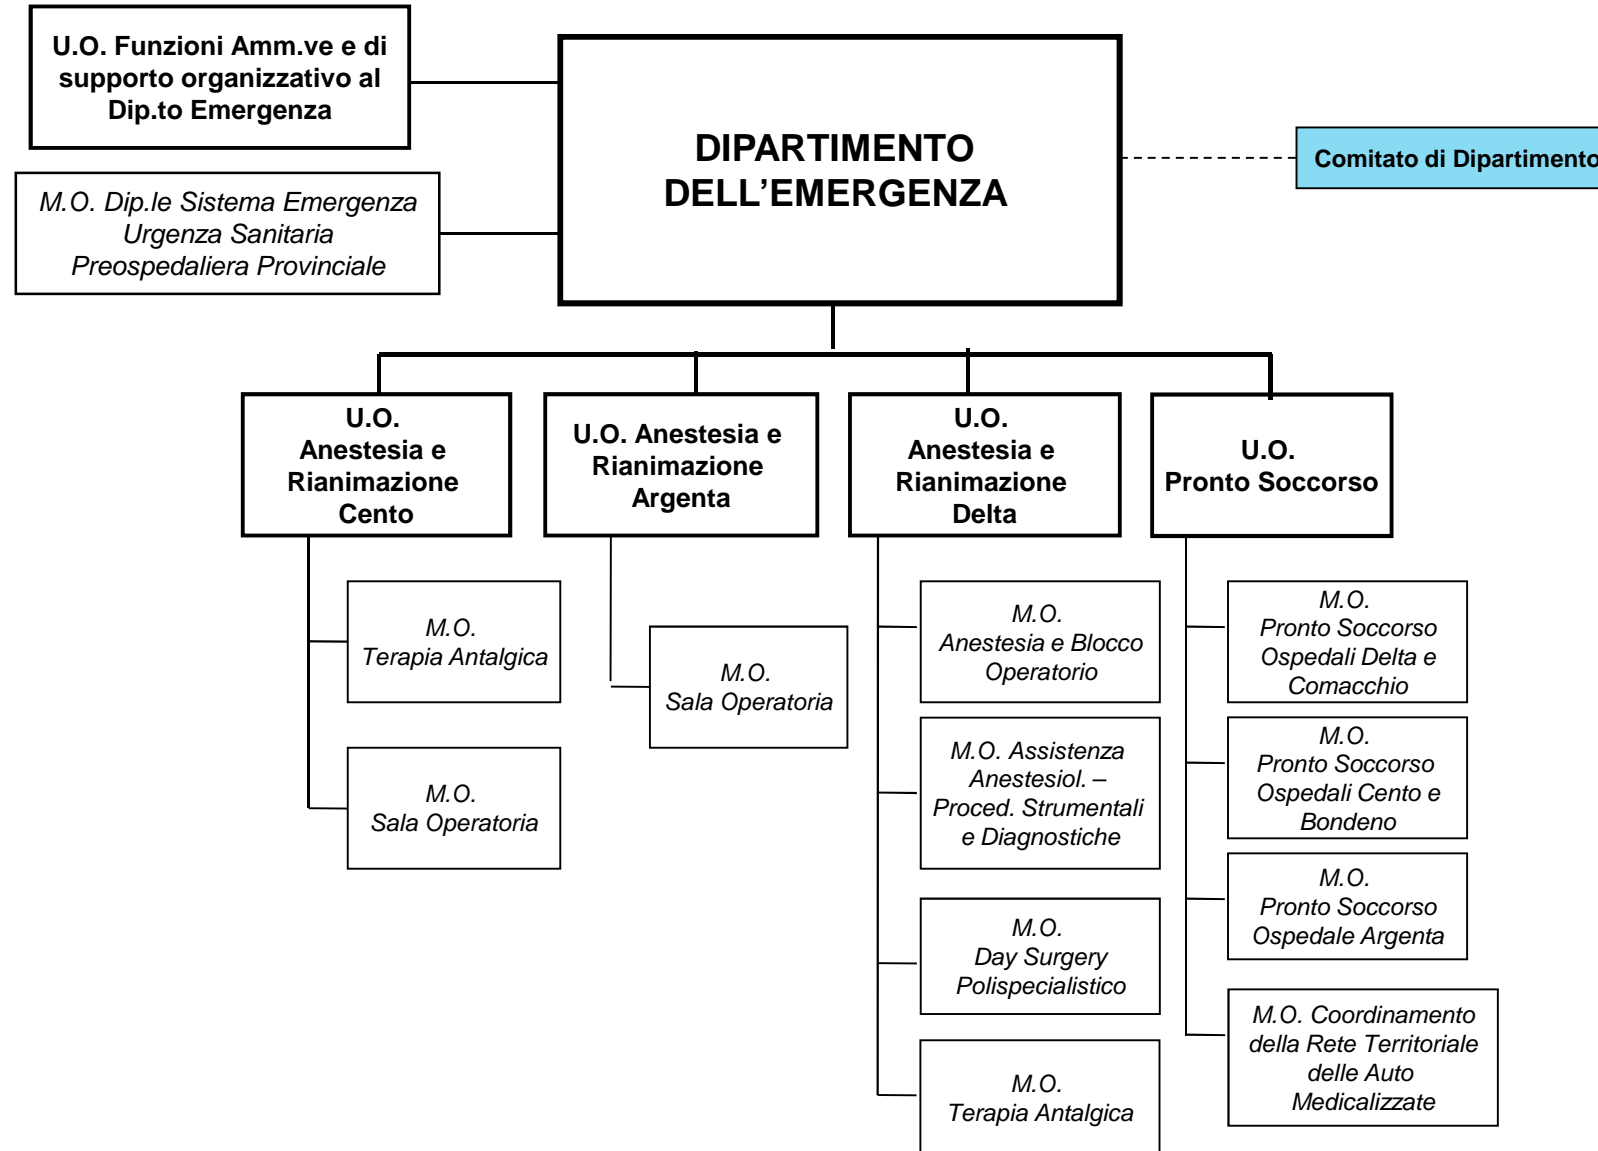 U.O. Funzioni Amm.ve e di
supporto organizzativo al
Dip.to Emergenza
M.O. Dip.le Sistema Emergenza
Urgenza Sanitaria
Preospedaliera Provinciale
DIPARTIMENTO
DELL’EMERGENZA
Comitato di Dipartimento
U.O.
Anestesia e
Rianimazione
Cento
U.O. Anestesia e
Rianimazione
Argenta
U.O.
Anestesia e
Rianimazione
Delta
U.O.
Pronto Soccorso
M.O.
Terapia Antalgica
M.O.
Sala Operatoria
M.O.
Sala Operatoria
M.O.
Anestesia e Blocco
Operatorio
M.O. Assistenza
Anestesiol. –
Proced. Strumentali
e Diagnostiche
M.O.
Day Surgery
Polispecialistico
M.O.
Terapia Antalgica
M.O.
Pronto Soccorso
Ospedali Delta e
Comacchio
M.O.
Pronto Soccorso
Ospedali Cento e
Bondeno
M.O.
Pronto Soccorso
Ospedale Argenta
M.O. Coordinamento
della Rete Territoriale
delle Auto
Medicalizzate